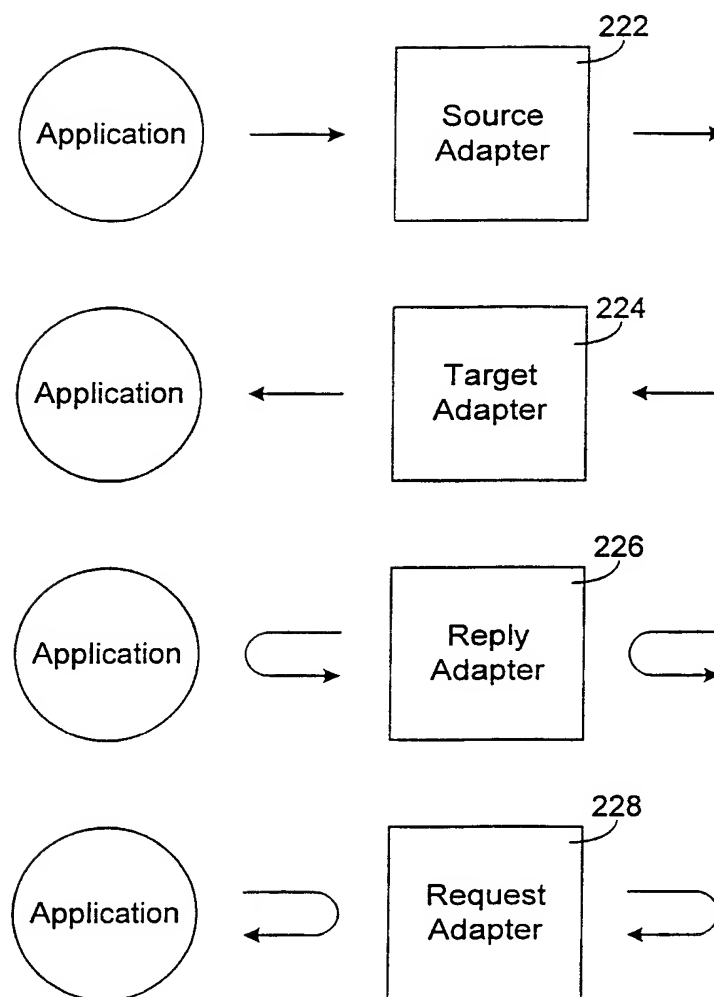 222
Application
Source
Adapter
224
Application
Target
Adapter
226
Application
Reply
Adapter
228
Application
Request
Adapter